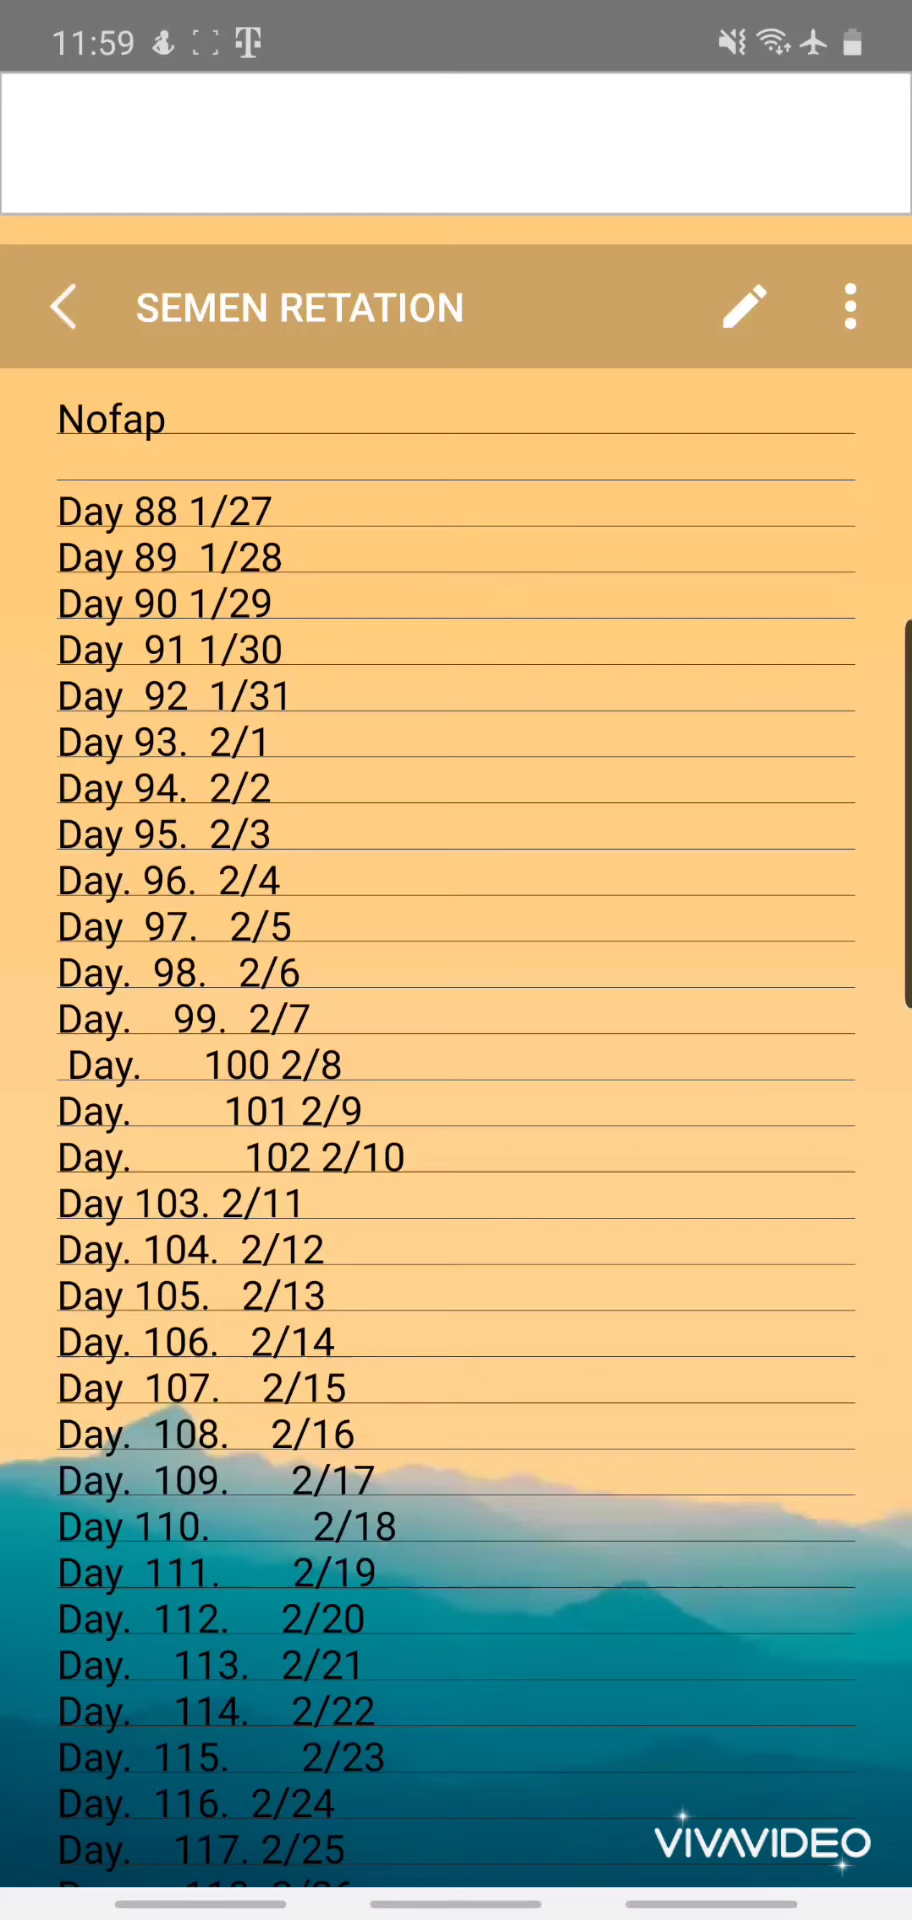 11:59
SEMEN RETATION
Nofap
Day 88 1/27
Day 89  1/28
Day 90 1/29
Day  91 1/30
Day  92  1/31
Day 93.  2/1
Day 94.  2/2
Day 95.  2/3
Day. 96.  2/4
Day  97.   2/5
Day.  98.   2/6
Day.    99.  2/7
Day.      100 2/8
Day.         101 2/9
Day.           102 2/10
Day 103. 2/11
Day. 104.  2/12
Day 105.   2/13
Day. 106.   2/14
Day  107.    2/15
Day.  108.    2/16
Day.  109.      2/17
Day 110.          2/18
Day  111.       2/19
Day.  112.     2/20
Day.    113.   2/21
Day.    114.    2/22
Day.  115.       2/23
Day.  116.  2/24
Day.    117. 2/25
VIVAVIDEO